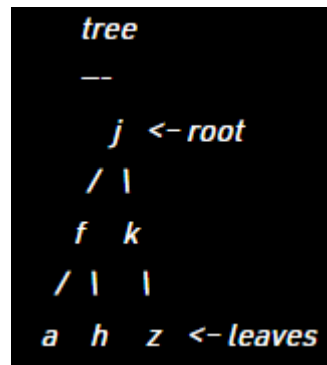 tree
----
j <- root
/ \
f k
/ \ \
a h z <- leaves